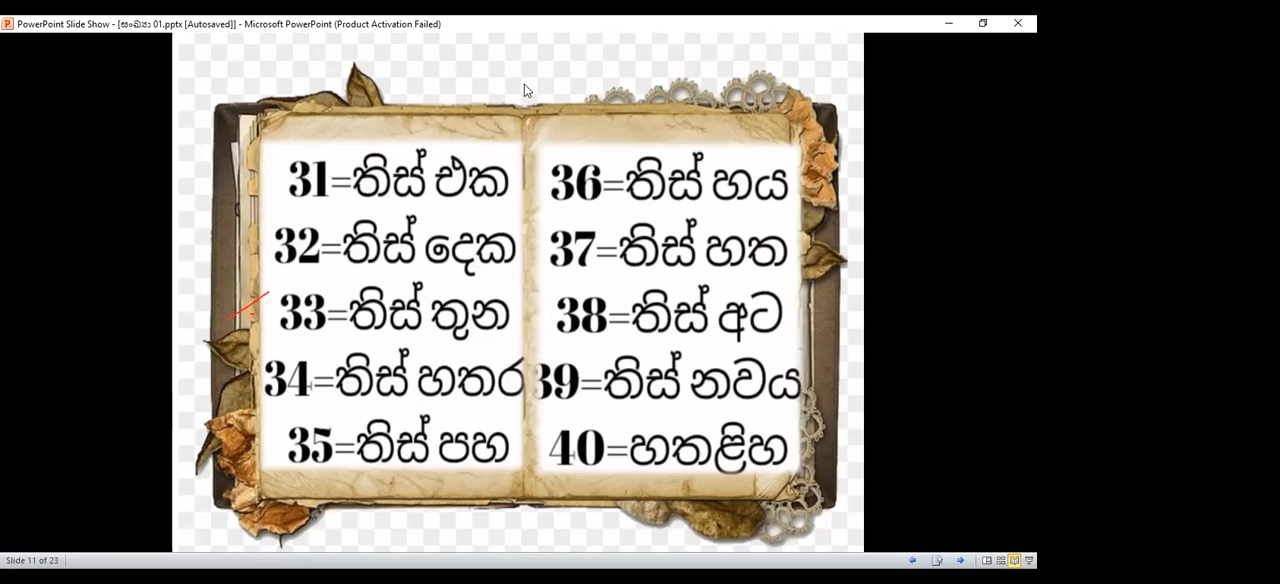 PowerPoint Slide Show - [සංඛ්‍යා 01.pptx [Autosaved]] - Microsoft PowerPoint (Product Activation Failed)
31=තිස් එක
32=තිස් දෙක
33=තිස් තුන
34=තිස් හතර
35=තිස් පහ
36=තිස් හය
37=තිස් හත
38=තිස් අට
39=තිස් නවය
40=හතළිහ
Slide 11 of 23